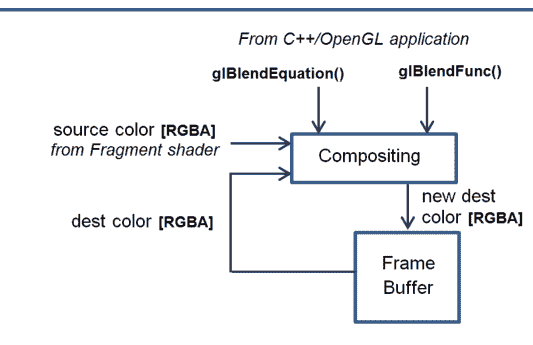 From C++/OpenGL application
glBlendEquation()
glBlendFunc()
source color [RGBA]
from Fragment shader
Compositing
dest color [RGBA]
new dest
color [RGBA]
Frame
Buffer